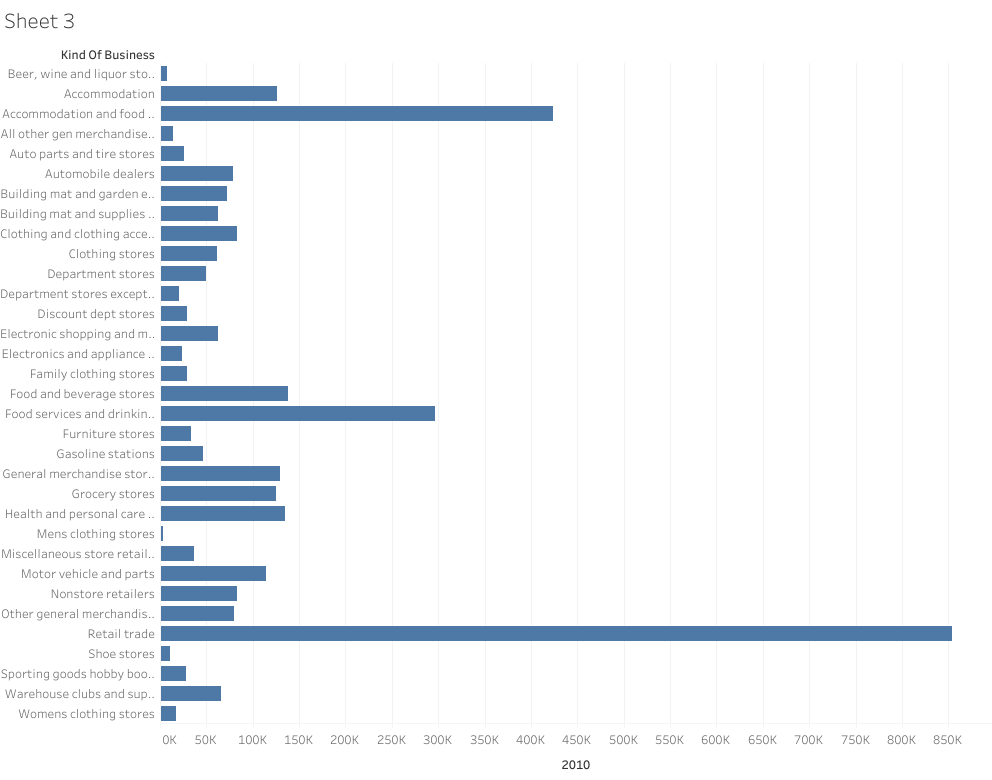 Sheet 3
Kind Of Business
Beer, wine and liquor sto..
Accommodation
Accommodation and food ..
All other gen merchandise..
Auto parts and tire stores
Automobile dealers
Building mat and garden e..
Building mat and supplies ..
Clothing and clothing acce..
Clothing stores
Department stores
Department stores except..
Discount dept stores
Electronic shopping and m..
Electronics and appliance ..
Family clothing stores
Food and beverage stores
Food services and drinkin..
Furniture stores
Gasoline stations
General merchandise stor..
Grocery stores
Health and personal care ..
Mens clothing stores
Miscellaneous store retail..
Motor vehicle and parts
Nonstore retailers
Other general merchandis..
Retail trade
Shoe stores
Sporting goods hobby boo..
Warehouse clubs and sup..
Womens clothing stores
0K 50K 100K 150K 200K 250K 300K 350K 400K 450K 500K 550K 600K 650K 700K 750K 800K 850K
2010